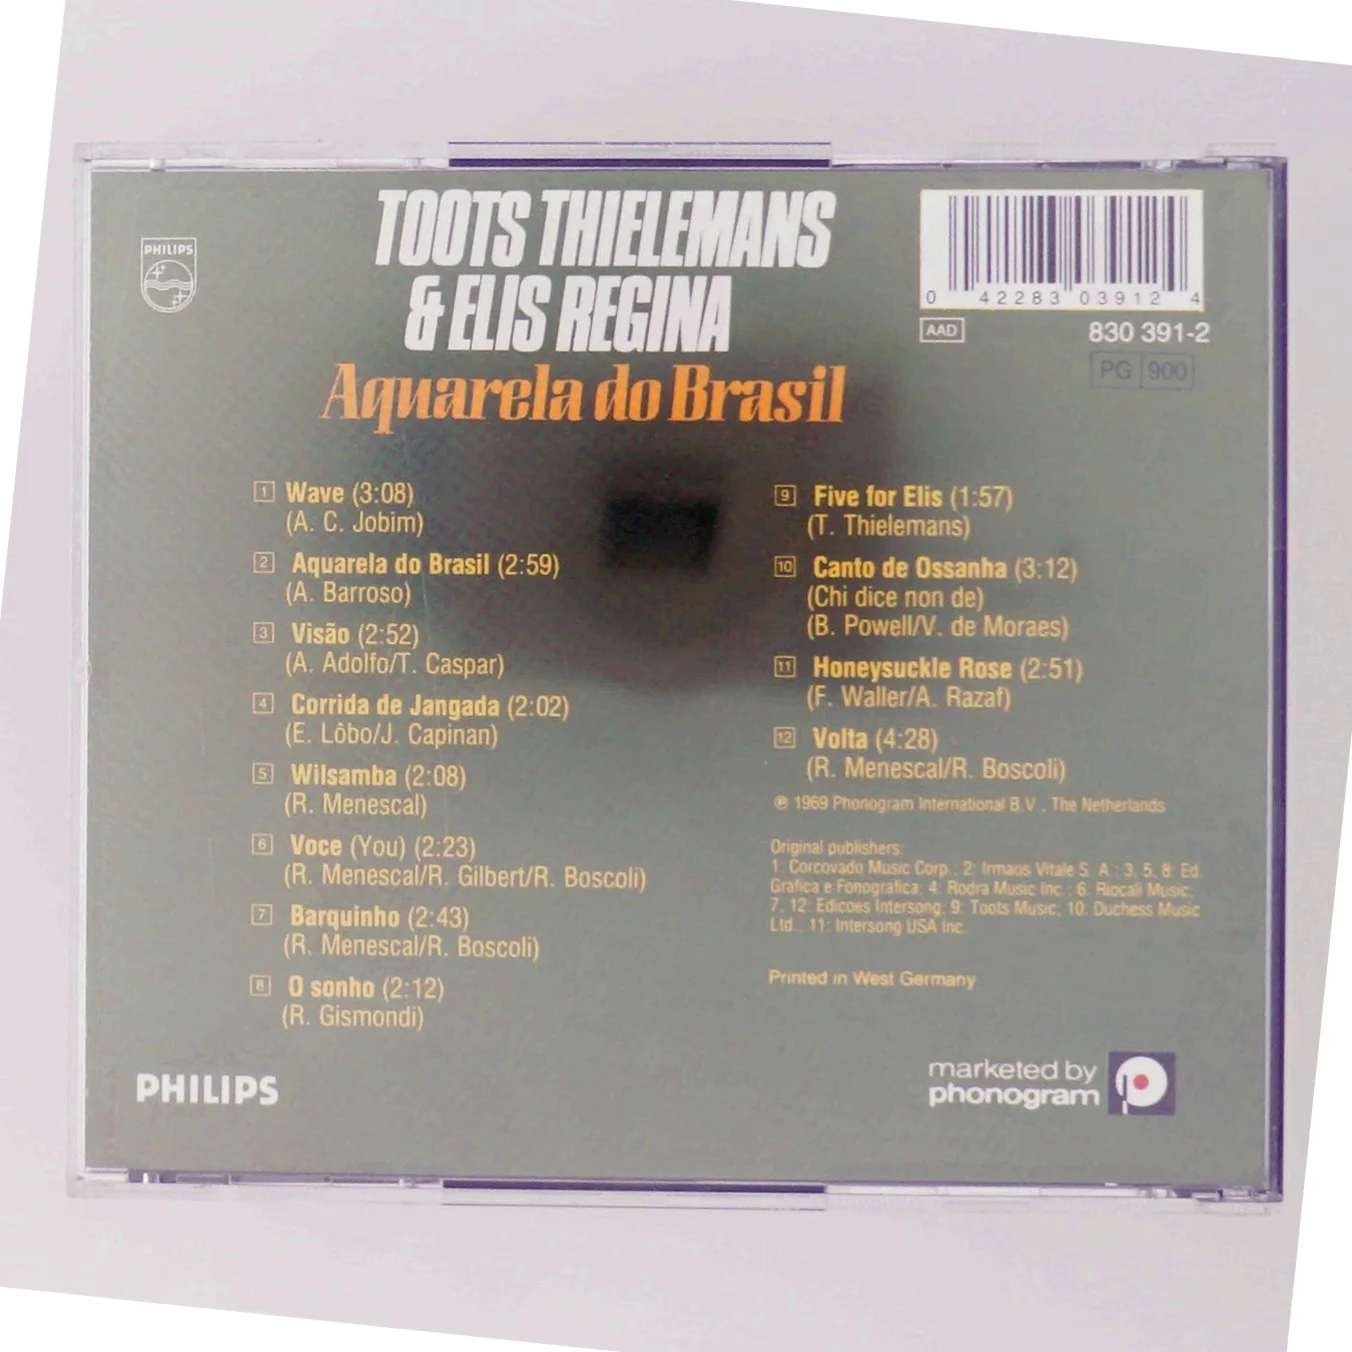 PHILIPS
TOOTS THIELEMANS
& ELIS REGINA
Aquarela do Brasil
0 42283 03912 4
AAD
830 391-2
PG 900
1 Wave (3:08)
(A. C. Jobim)
2 Aquarela do Brasil (2:59)
(A. Barroso)
3 Visão (2:52)
(A. Adolfo/T. Caspar)
4 Corrida de Jangada (2:02)
(E. Lôbo/J. Capinan)
5 Wilsamba (2:08)
(R. Menescal)
6 Voce (You) (2:23)
(R. Menescal/R. Gilbert/R. Boscoli)
7 Barquinho (2:43)
(R. Menescal/R. Boscoli)
8 O sonho (2:12)
(R. Gismondi)
9 Five for Elis (1:57)
(T. Thielemans)
10 Canto de Ossanha (3:12)
(Chi dice non de)
(B. Powell/V. de Moraes)
11 Honeysuckle Rose (2:51)
(F. Waller/A. Razaf)
12 Volta (4:28)
(R. Menescal/R. Boscoli)
℗ 1969 Phonogram International B.V., The Netherlands
Original publishers:
1: Corcovado Music Corp.; 2: Irmaos Vitale S. A.; 3, 5, 8: Ed.
Grafica e Fonografica; 4: Rodra Music Inc.; 6: Riocali Music;
7, 12: Edicoes Intersong; 9: Toots Music; 10: Duchess Music
Ltd.; 11: Intersong USA Inc.
Printed in West Germany
PHILIPS
marketed by
phonogram